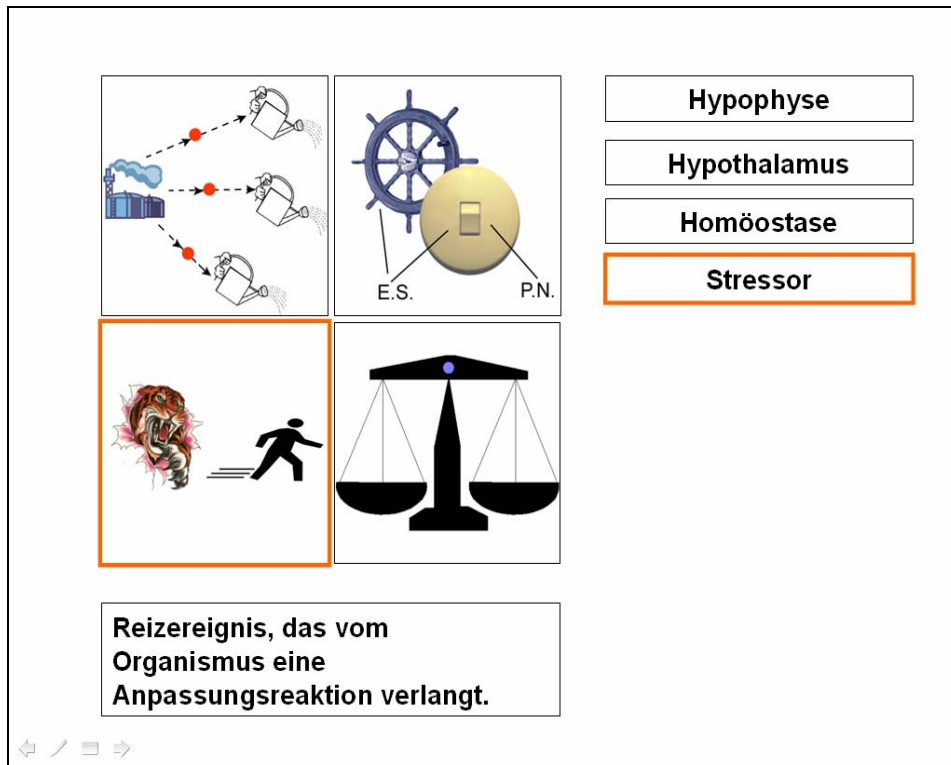 E.S.
P.N.
Hypophyse
Hypothalamus
Homöostase
Stressor
Reizereignis, das vom
Organismus eine
Anpassungsreaktion verlangt.